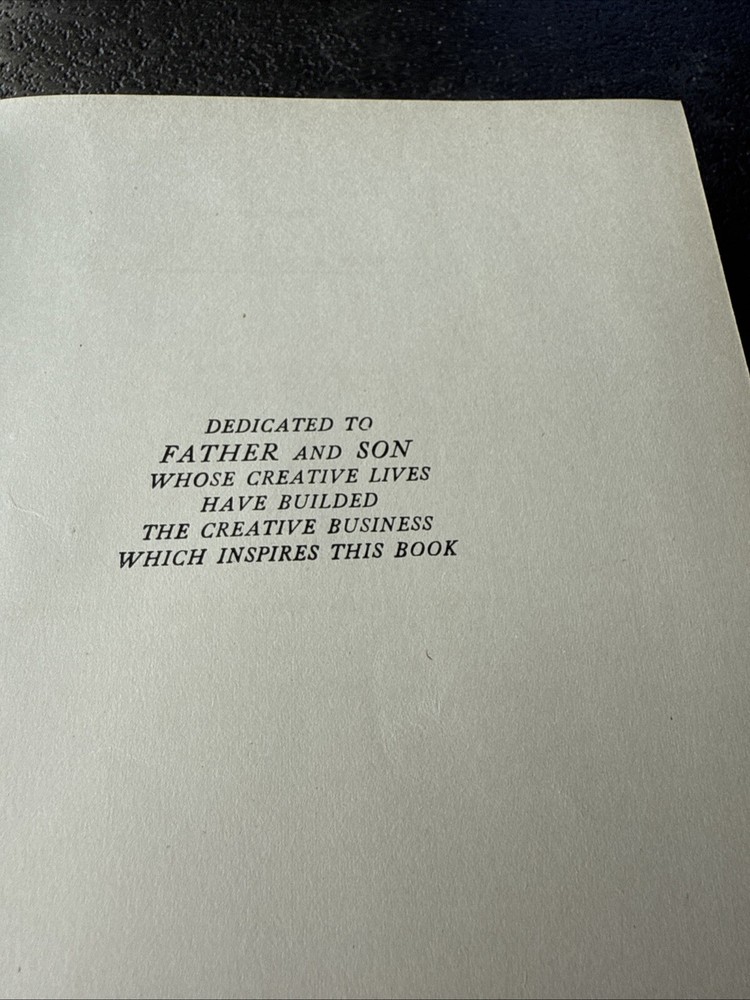 DEDICATED TO
FATHER AND SON
WHOSE CREATIVE LIVES
HAVE BUILDED
THE CREATIVE BUSINESS
WHICH INSPIRES THIS BOOK